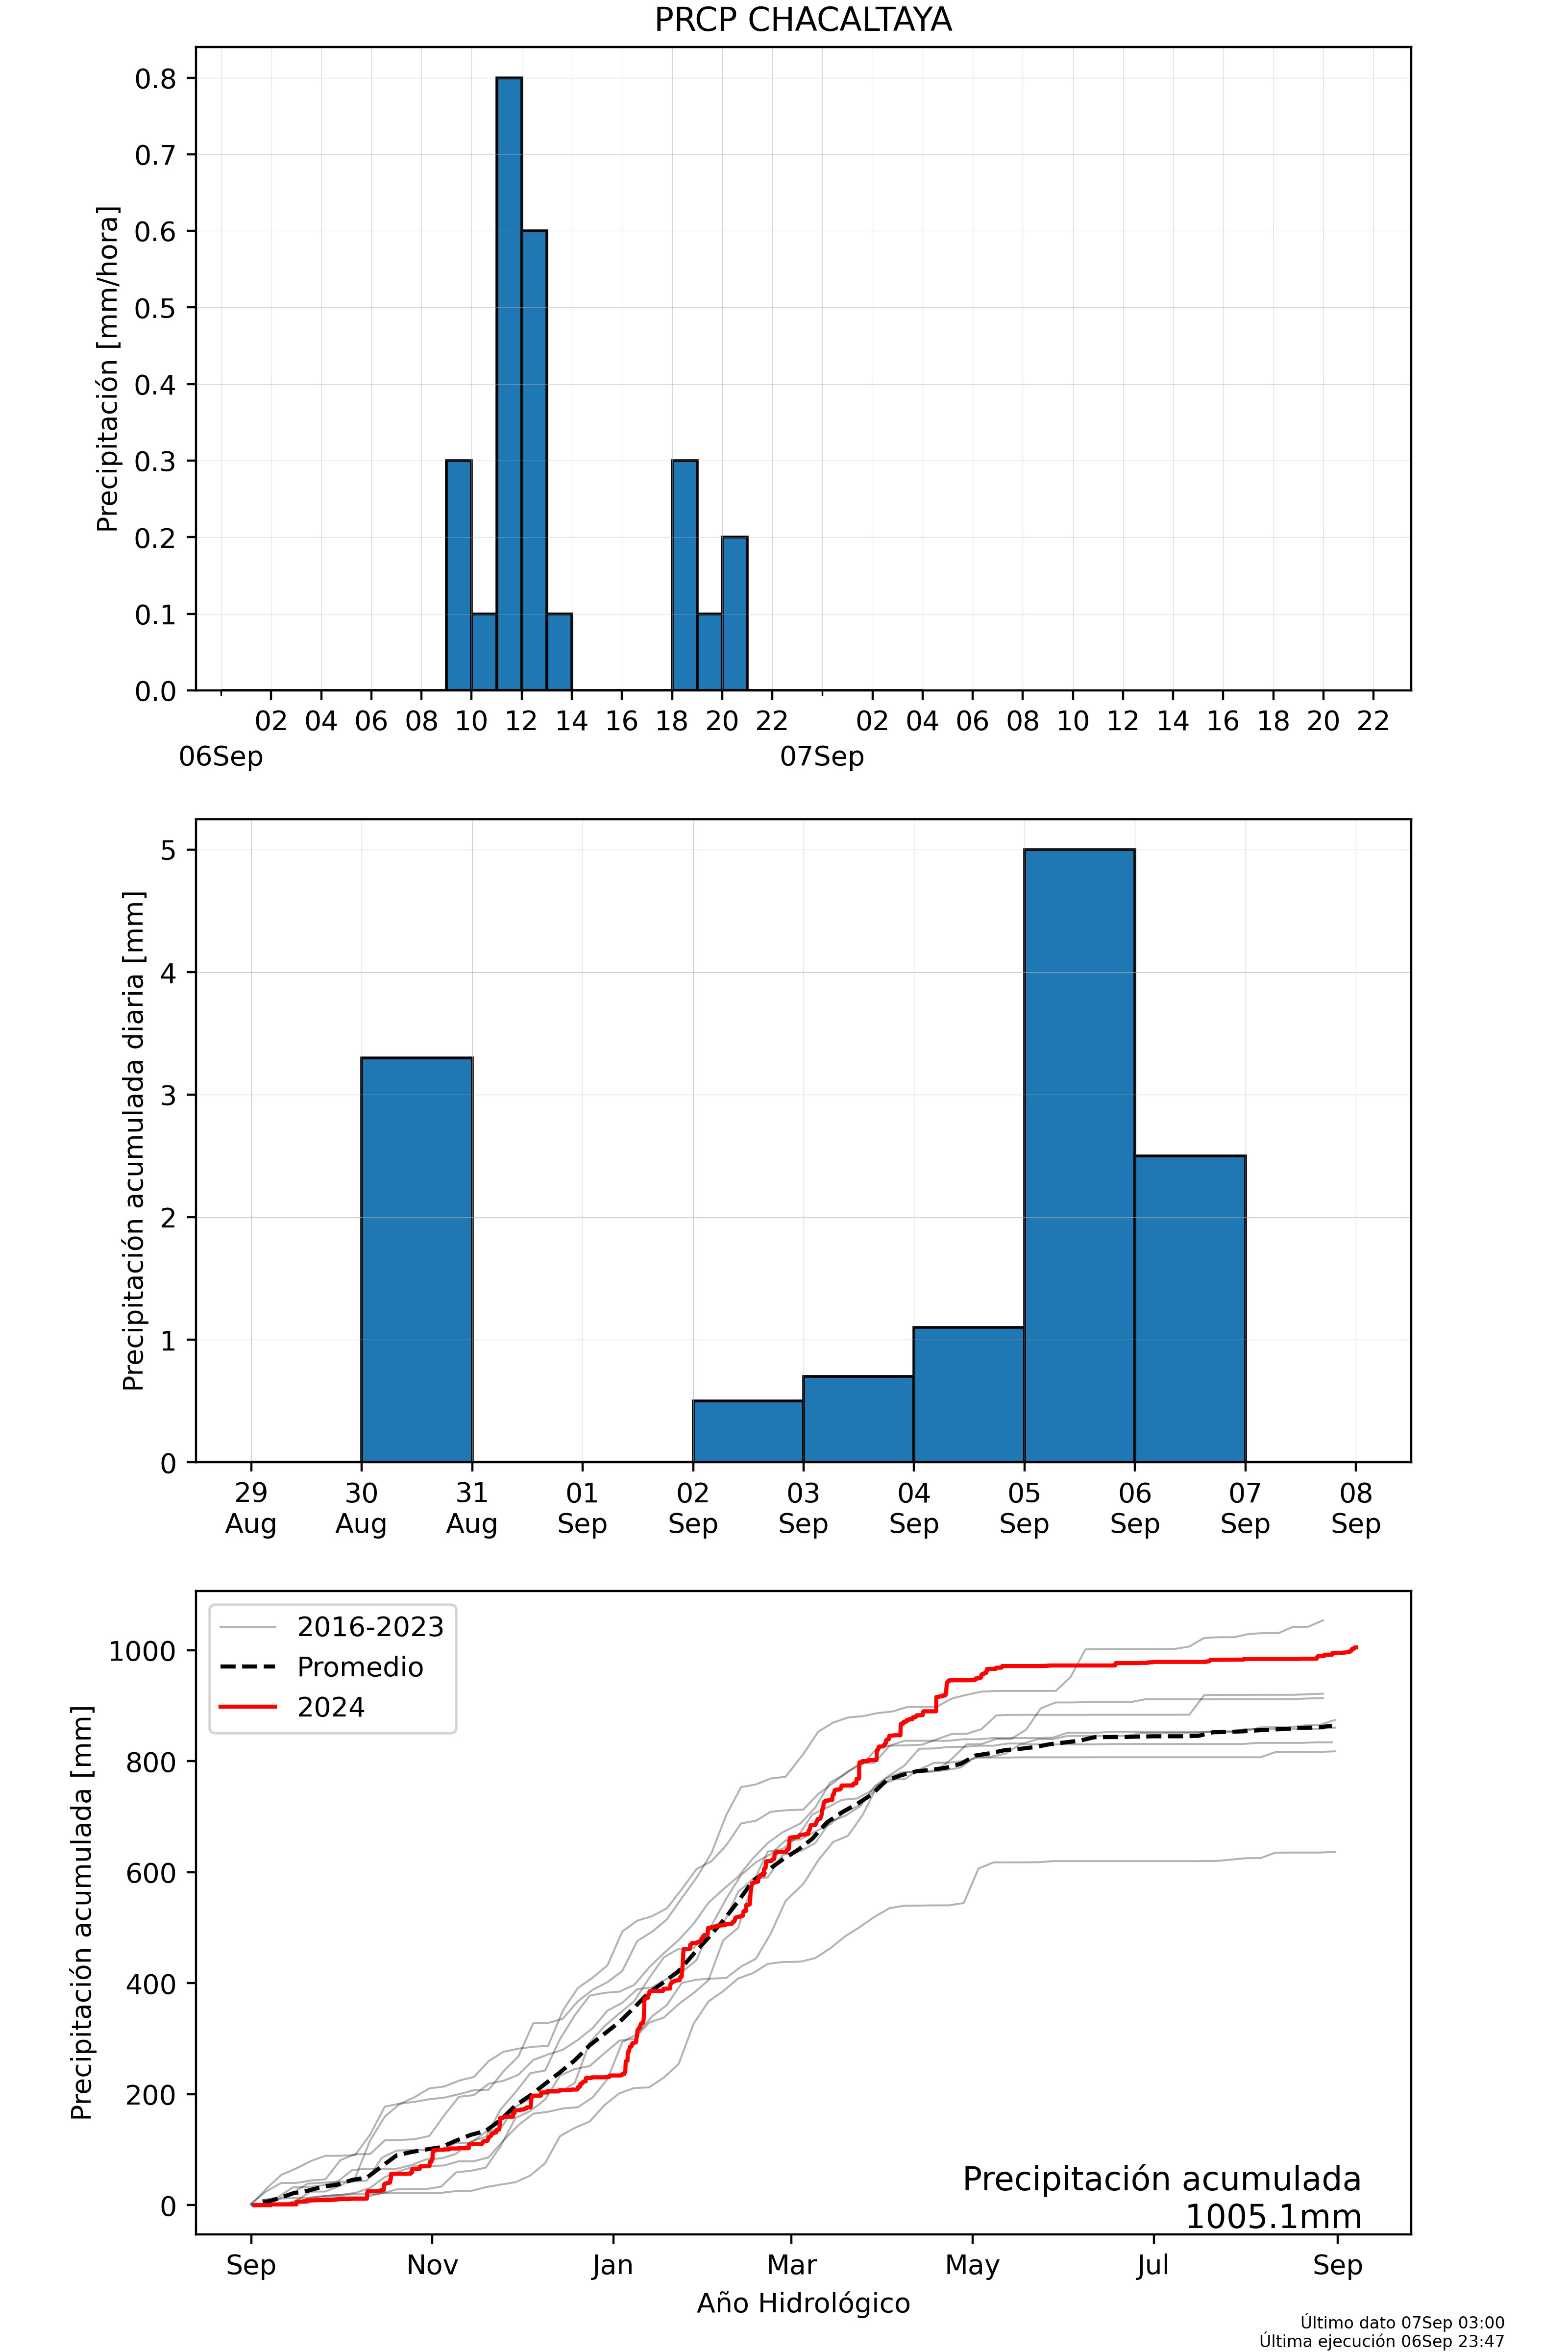 PRCP CHACALTAYA
Precipitación [mm/hora]
0.8
0.7
0.6
0.5
0.4
0.3
0.2
0.1
0.0
02 04 06 08 10 12 14 16 18 20 22 02 04 06 08 10 12 14 16 18 20 22
06Sep 07Sep
Precipitación acumulada diaria [mm]
5
4
3
2
1
0
29 30 31 01 02 03 04 05 06 07 08
Aug Aug Aug Sep Sep Sep Sep Sep Sep Sep Sep
Precipitación acumulada [mm]
1000
800
600
400
200
0
2016-2023
Promedio
2024
Precipitación acumulada
1005.1mm
Sep Nov Jan Mar May Jul Sep
Año Hidrológico
Último dato 07Sep 03:00
Última ejecución 06Sep 23:47